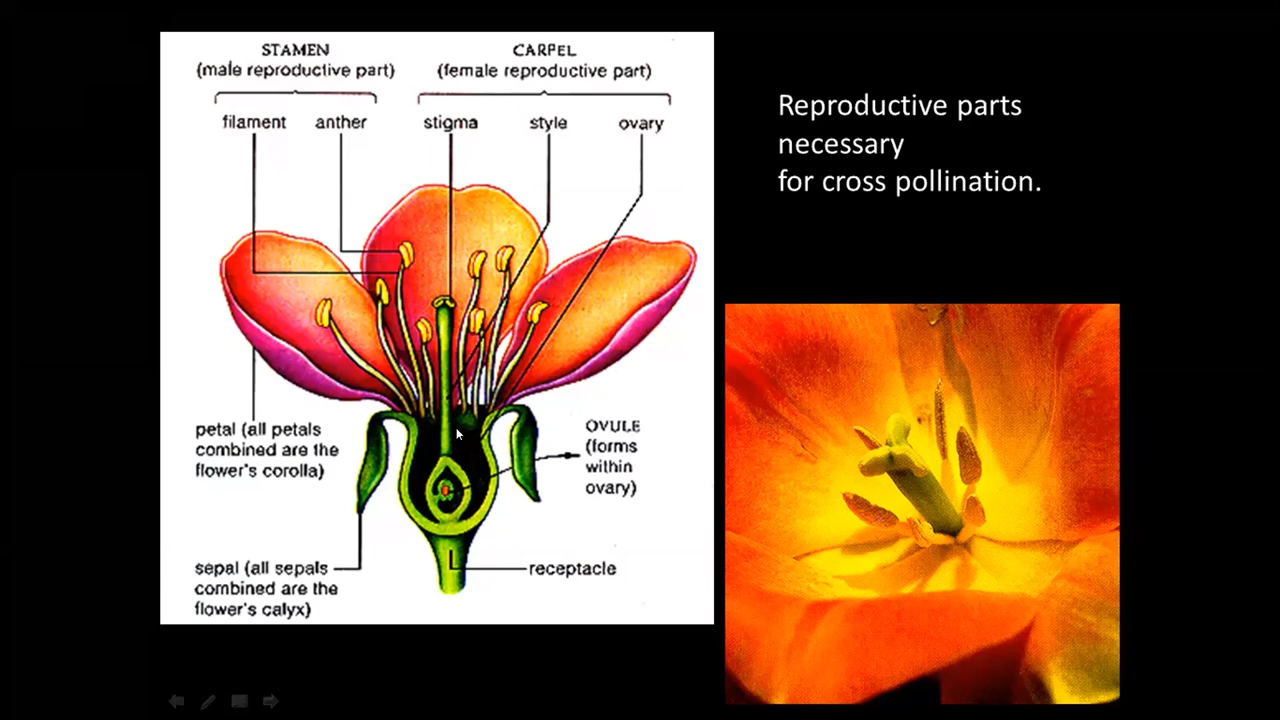 STAMEN
(male reproductive part)
CARPEL
(female reproductive part)
filament
anther
stigma
style
ovary
petal (all petals
combined are the
flower's corolla)
OVULE
(forms
within
ovary)
sepal (all sepals
combined are the
flower's calyx)
receptacle
Reproductive parts
necessary
for cross pollination.